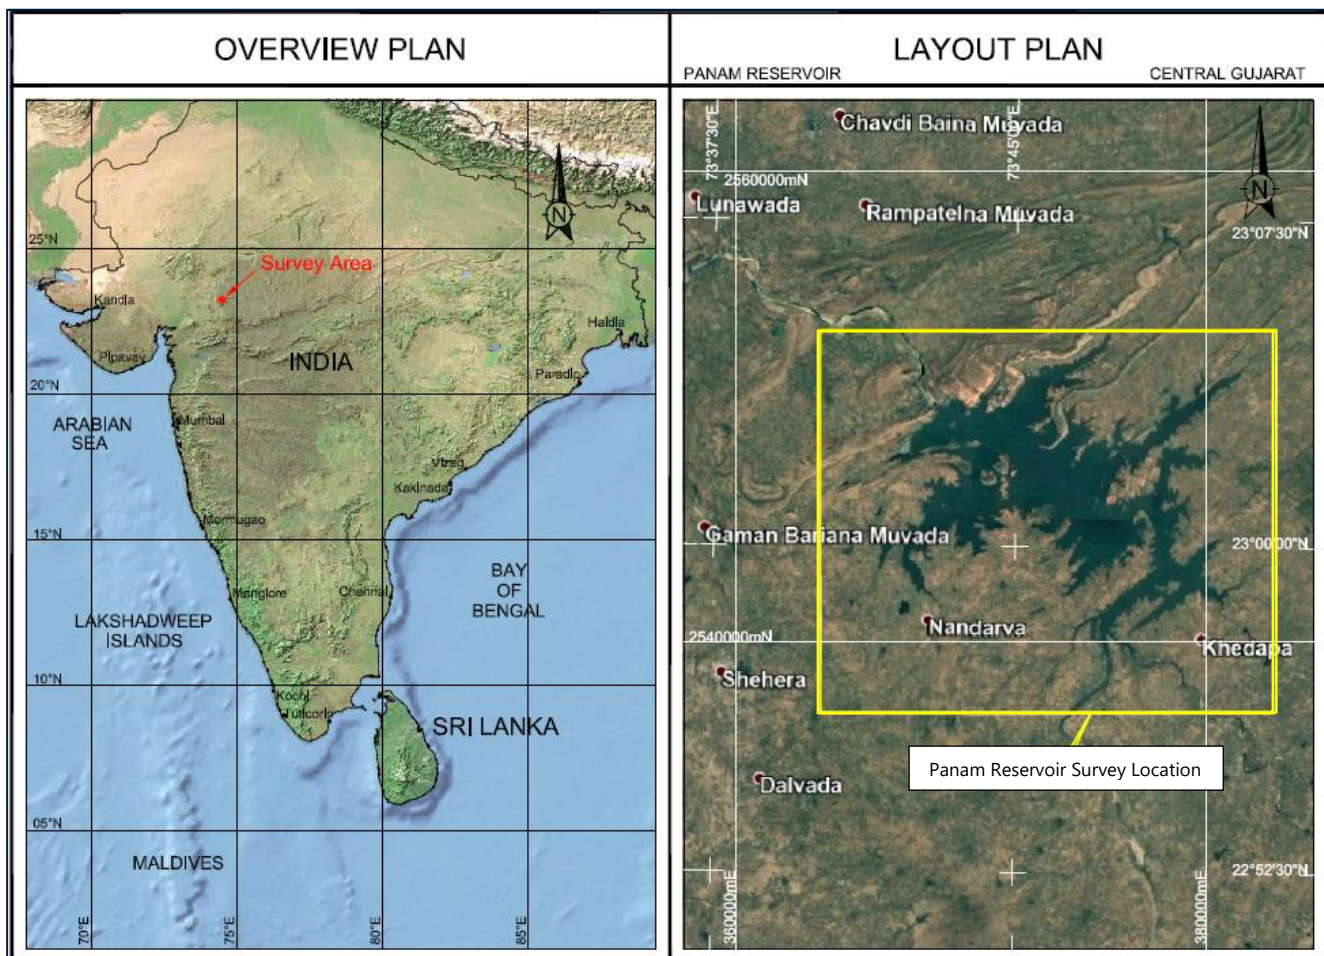 OVERVIEW PLAN
Survey Area
25°N
Kandla
Pipavav
INDIA
Haldia
20°N
Paradip
ARABIAN
SEA
Mumbai
Vizag
Kakinada
15°N
Mormugao
BAY
OF
BENGAL
Manglore
Chennai
LAKSHADWEEP
ISLANDS
10°N
Kochi
Tuticorin
SRI LANKA
05°N
MALDIVES
70°E
75°E
80°E
85°E
N
LAYOUT PLAN
PANAM RESERVOIR
CENTRAL GUJARAT
Chavdi Baina Muvada
73°37'30"E
73°45'00"E
2560000mN
N
Lunawada
Rampatelna Muvada
23°07'30"N
Gaman Bariana Muvada
23°00'00"N
Nandarva
2540000mN
Khedapa
Shehera
Panam Reservoir Survey Location
Dalvada
22°52'30"N
360000mE
380000mE